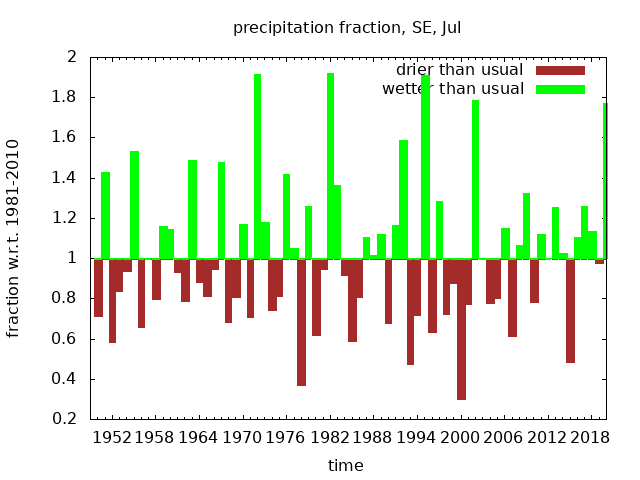 precipitation fraction, SE, Jul
drier than usual
wetter than usual
fraction w.r.t. 1981-2010
2
1.8
1.6
1.4
1.2
1
0.8
0.6
0.4
0.2
1952 1958 1964 1970 1976 1982 1988 1994 2000 2006 2012 2018
time